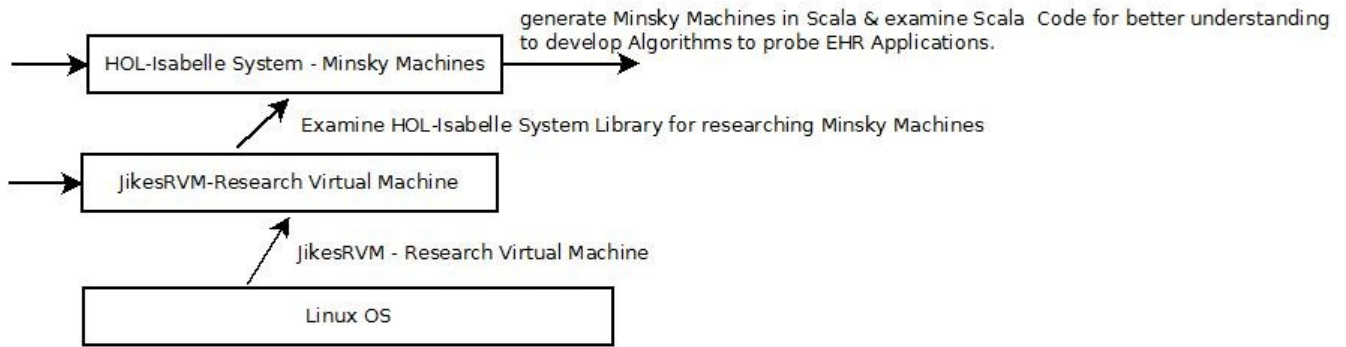 generate Minsky Machines in Scala & examine Scala Code for better understanding
to develop Algorithms to probe EHR Applications.
HOL-Isabelle System - Minsky Machines
Examine HOL-Isabelle System Library for researching Minsky Machines
JikesRVM-Research Virtual Machine
JikesRVM - Research Virtual Machine
Linux OS